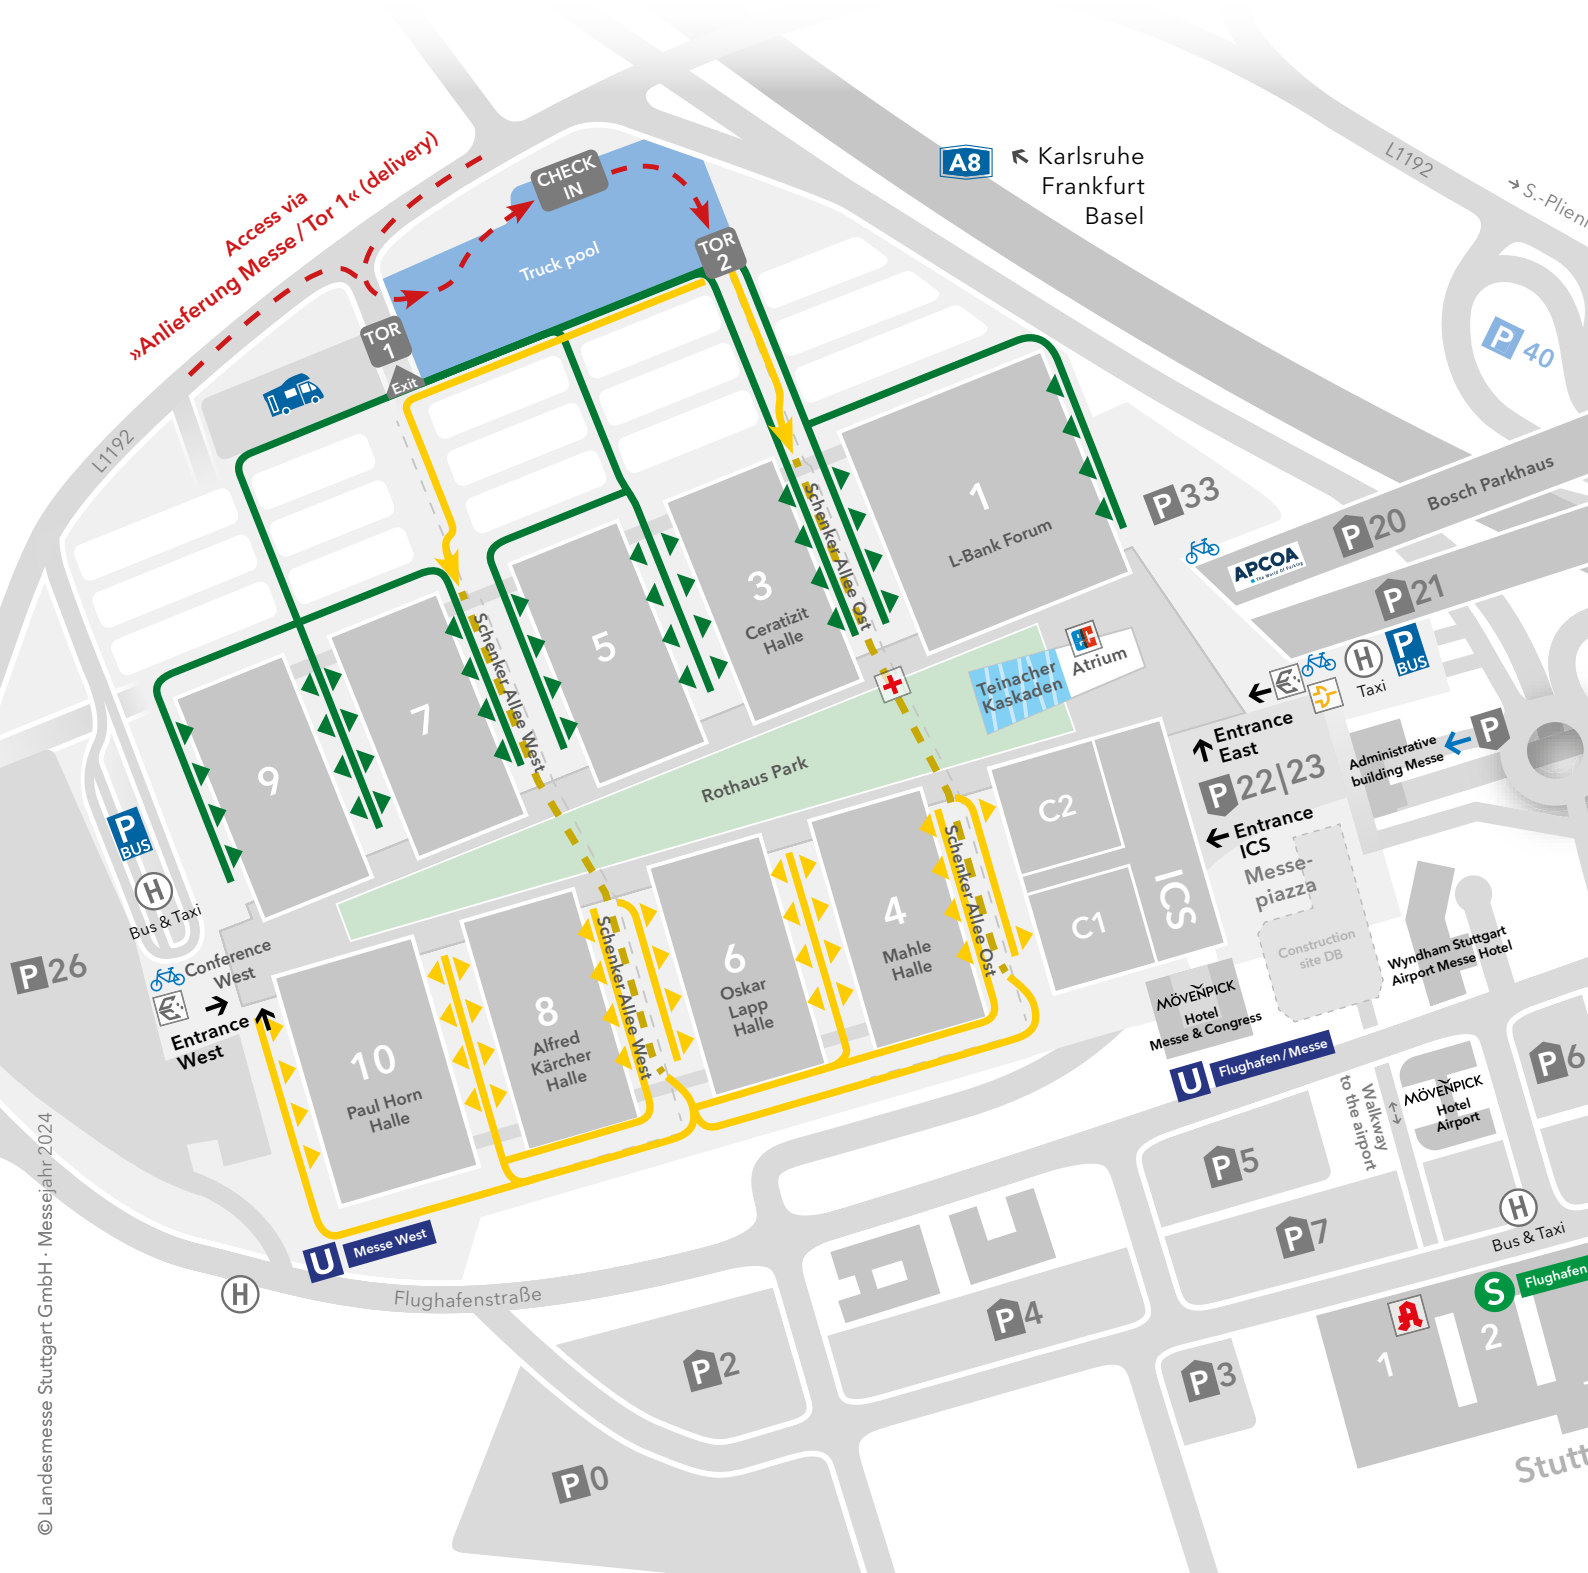 Access via
»Anlieferung Messe / Tor 1« (delivery)
CHECK
IN
Truck pool
TOR
2
TOR
1
Exit
A8
Karlsruhe
Frankfurt
Basel
L1192
S.-Plieni
P 40
L1192
P 33
Bosch Parkhaus
P 20
APCOA
P 21
1
L-Bank Forum
3
Ceratizit
Halle
5
7
9
Schenker Allee Ost
Schenker Allee West
Teinacher
Kaskaden
Atrium
Rothaus Park
H
Taxi
P
BUS
Entrance
East
P 22|23
Administrative
building Messe
P
Entrance
ICS
Messe-
piazza
Construction
site DB
C2
C1
ICS
4
Mahle
Halle
6
Oskar
Lapp
Halle
8
Alfred
Kärcher
Halle
10
Paul Horn
Halle
Schenker Allee West
Schenker Allee Ost
P
BUS
H
Bus & Taxi
P 26
Conference
West
Entrance
West
Wyndham Stuttgart
Airport Messe Hotel
MÖVENPICK
Hotel
Messe & Congress
U Flughafen / Messe
Walkway
to the airport
MÖVENPICK
Hotel
Airport
P 6
P 5
P 7
H
Bus & Taxi
S Flughafen
U Messe West
H
Flughafenstraße
P 4
P 2
P 3
P 0
1
2
Stutt
© Landesmesse Stuttgart GmbH · Messejahr 2024